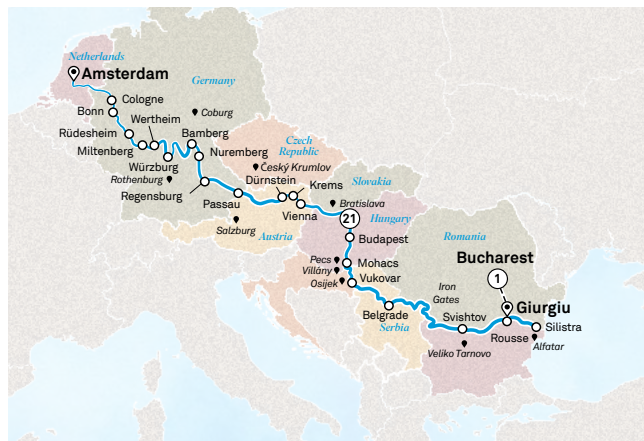 Netherlands
Amsterdam
Germany
Cologne
Coburg
Bonn
Wertheim
Rüdesheim
Bamberg
Czech
Republic
Miltenberg
Nuremberg
Český Krumlov
Würzburg
Rothenburg
Dürnstein
Krems
Slovakia
Regensburg
Passau
Vienna
Bratislava
21
Salzburg
Austria
Hungary
Budapest
Romania
Bucharest
Pecs
Mohacs
Villány
1
Osijek
Vukovar
Iron
Gates
Giurgiu
Belgrade
Svishtov
Silistra
Serbia
Rousse
Alfatar
Veliko Tarnovo